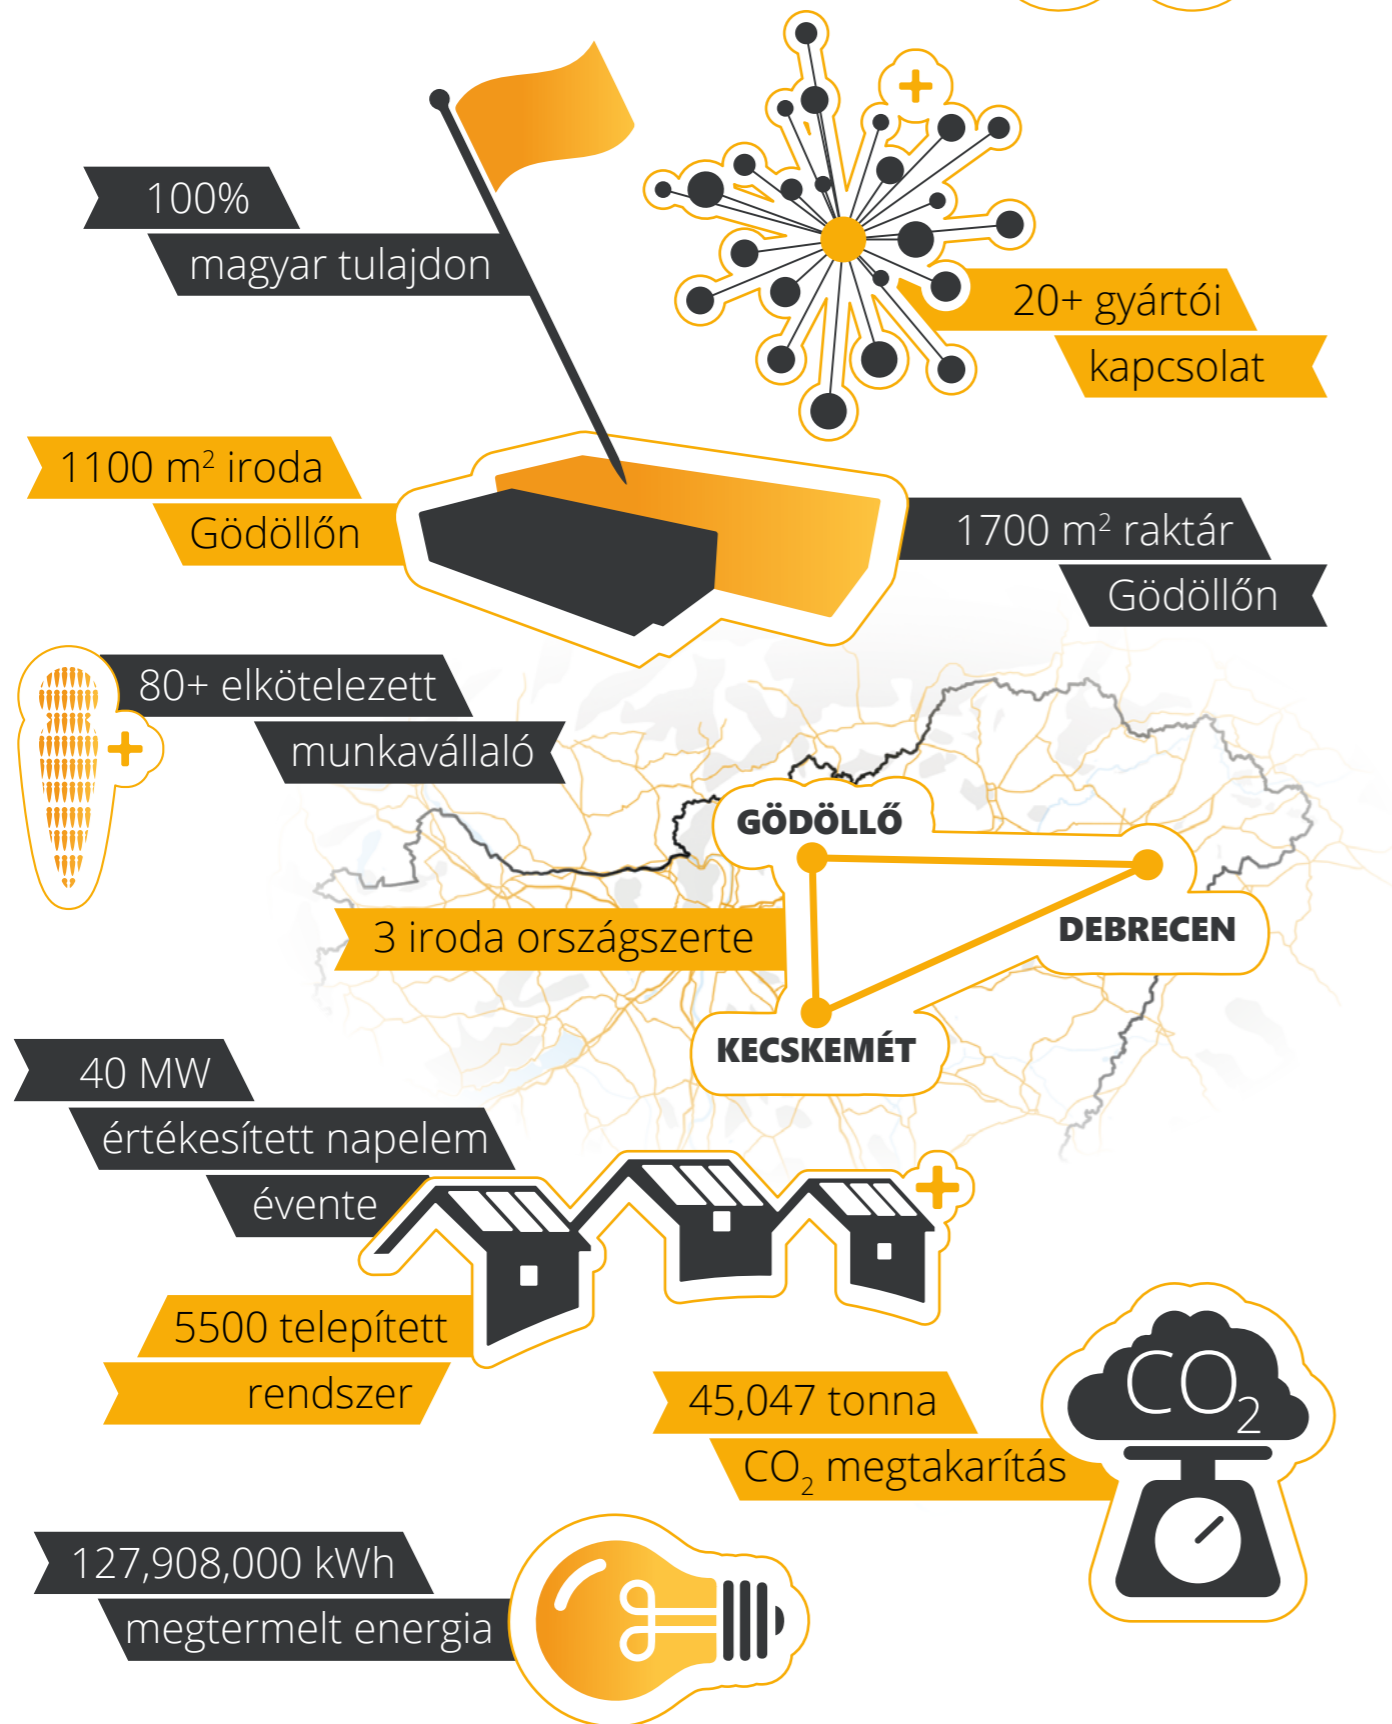 100%
magyar tulajdon
20+ gyártói
kapcsolat
1100 m² iroda
Gödöllőn
1700 m² raktár
Gödöllőn
80+ elkötelezett
munkavállaló
GÖDÖLLŐ
DEBRECEN
3 iroda országszerte
KECSKEMÉT
40 MW
értékesített napelem
évente
5500 telepített
rendszer
CO₂
45,047 tonna
CO₂ megtakarítás
127,908,000 kWh
megtermelt energia